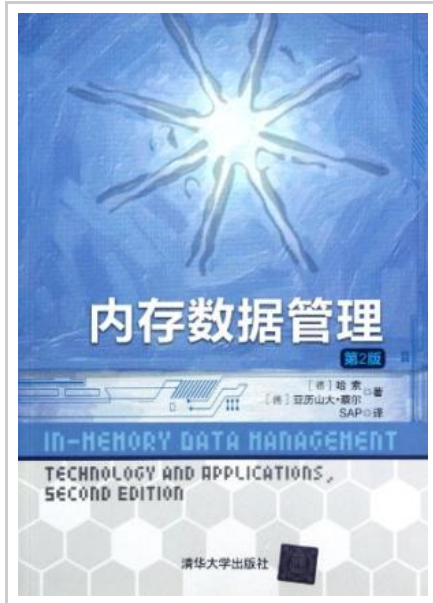 内存数据管理
第2版
[德] 哈索
[德] 亚历山大·蔡尔 ◎著
SAP◎译
IN-MEMORY DATA MANAGEMENT
TECHNOLOGY AND APPLICATIONS,
SECOND EDITION
清华大学出版社